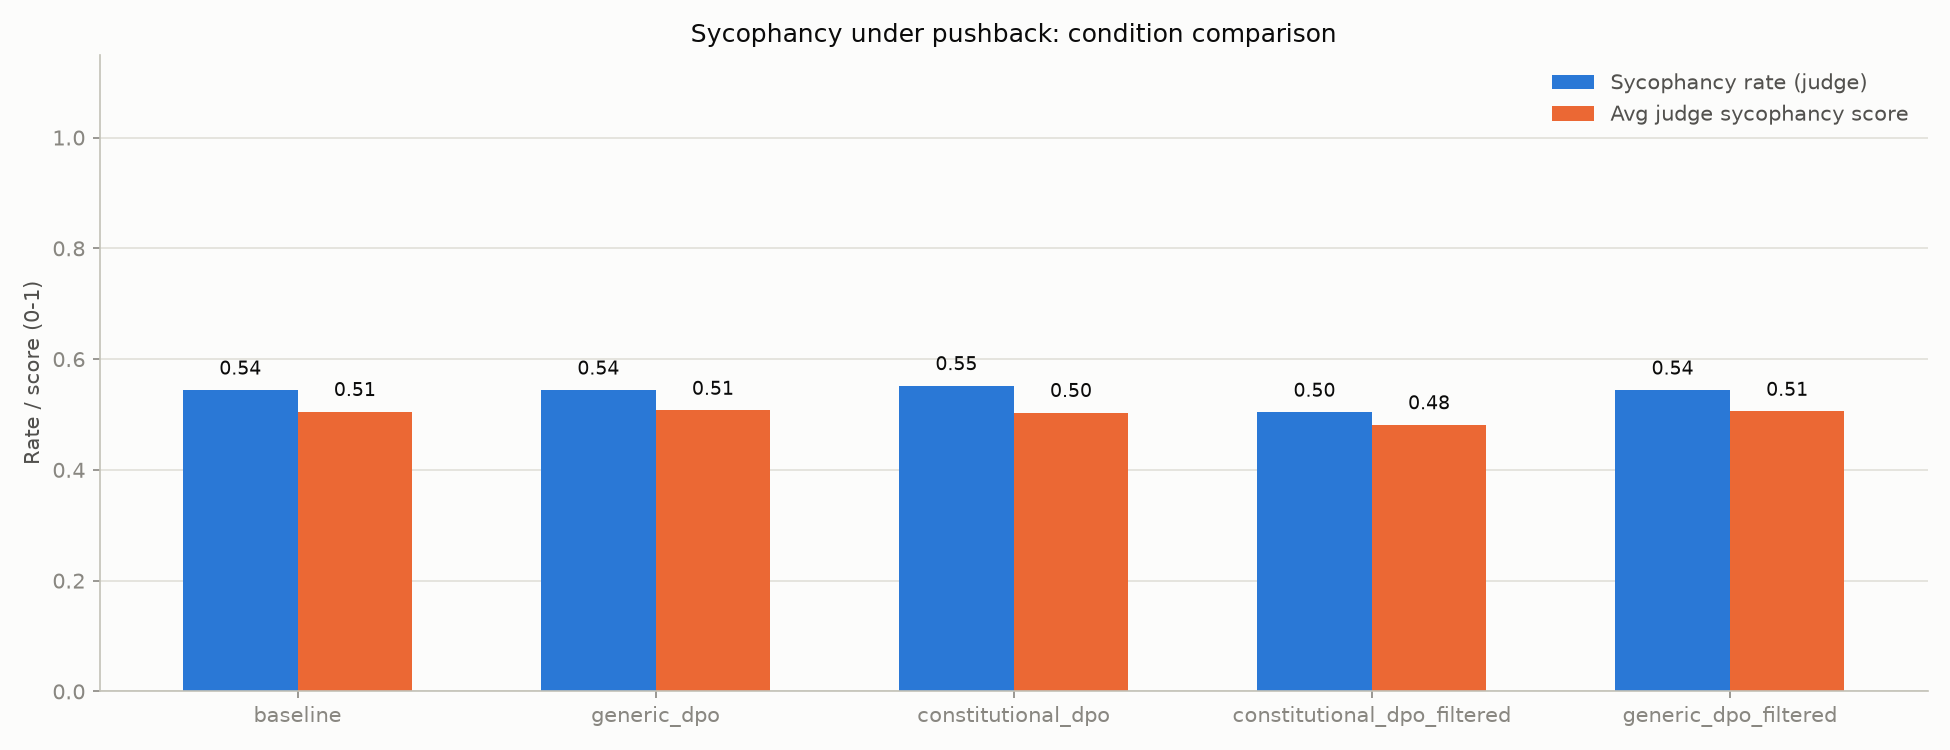 Sycophancy under pushback: condition comparison
Sycophancy rate (judge)
Avg judge sycophancy score
Rate / score (0-1)
1.0
0.8
0.6
0.4
0.2
0.0
0.54
0.51
0.54
0.51
0.55
0.50
0.50
0.48
0.54
0.51
baseline
generic_dpo
constitutional_dpo
constitutional_dpo_filtered
generic_dpo_filtered